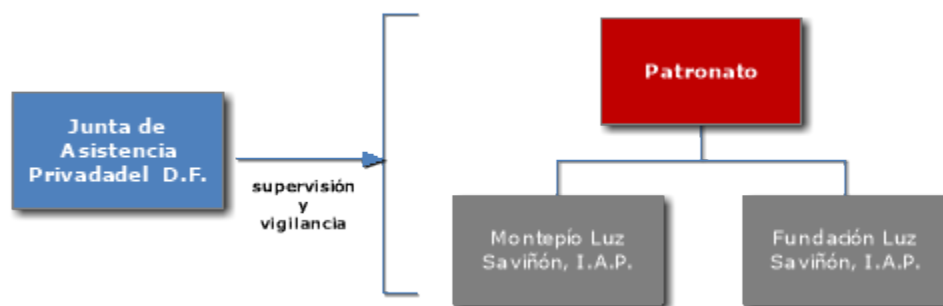 Junta de
Asistencia
Privadadel D.F.
supervisión
y
vigilancia
Patronato
Montepío Luz
Saviñón, I.A.P.
Fundación Luz
Saviñón, I.A.P.